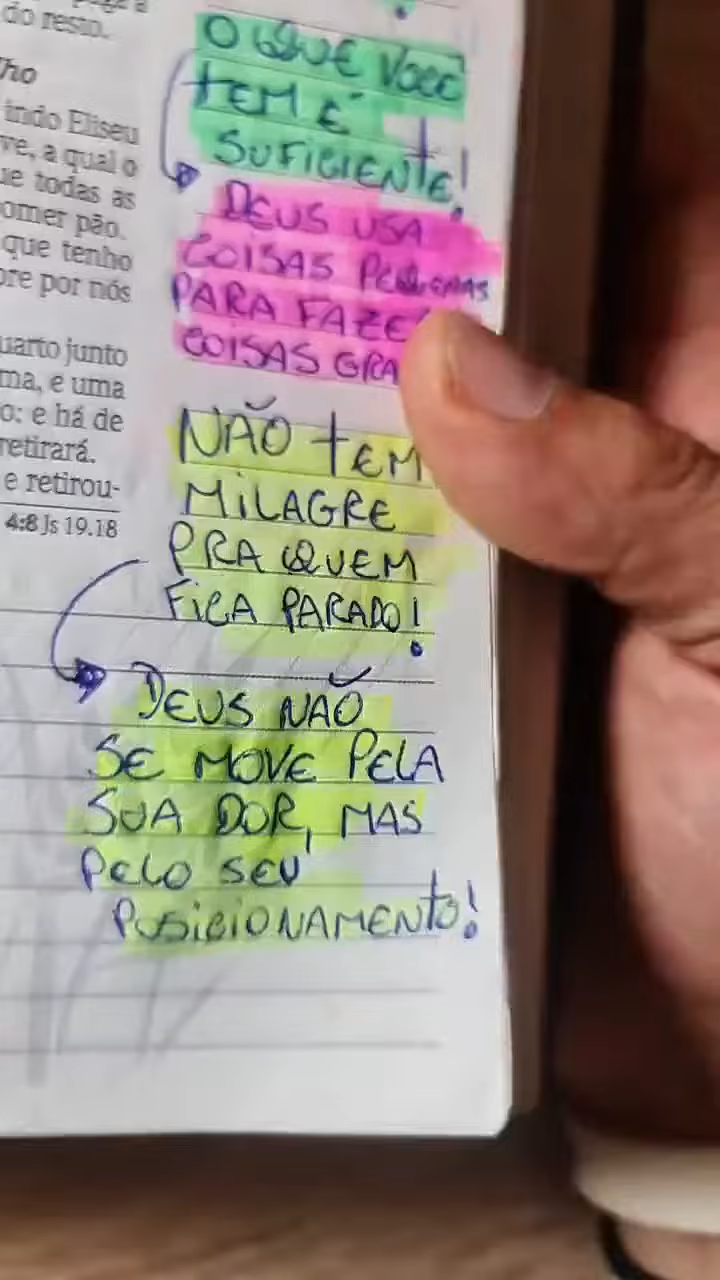 do resto.
indo Eliseu
ve, a qual o
ue todas as
omer pão.
que tenho
ore por nós
uarto junto
ma, e uma
o: e há de
retirará.
e retirou-
4:8 Js 19.18
O QUE VOCÊ
TEM É
SUFICIENTE!
DEUS USA
COISAS PEQUENAS
PARA FAZE
COISAS GRA
NÃO TEM
MILAGRE
PRA QUEM
FICA PARADO!
DEUS NÃO
SE MOVE PELA
SUA DOR, MAS
PELO SEU
POSICIONAMENTO!